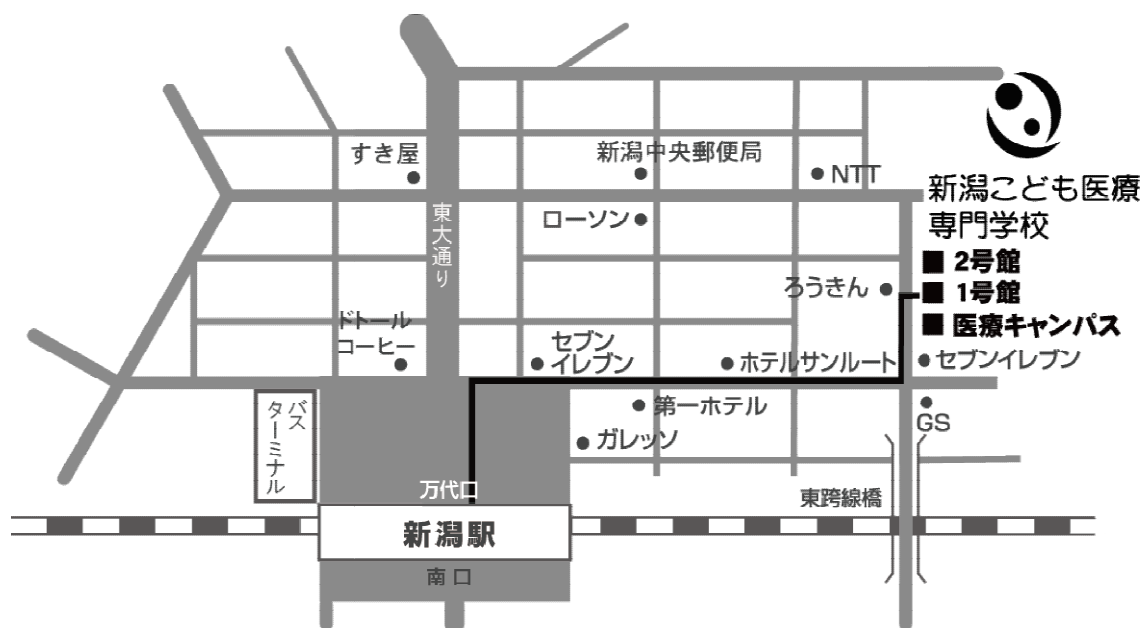 すき屋
新潟中央郵便局
NTT
新潟こども医療
専門学校
東大通り
ローソン
■ 2号館
ろうきん
■ 1号館
■ 医療キャンパス
ドトール
コーヒー
セブン
イレブン
ホテルサンルート
セブンイレブン
バス
ターミナル
第一ホテル
GS
ガレッソ
万代口
東跨線橋
新潟駅
南口